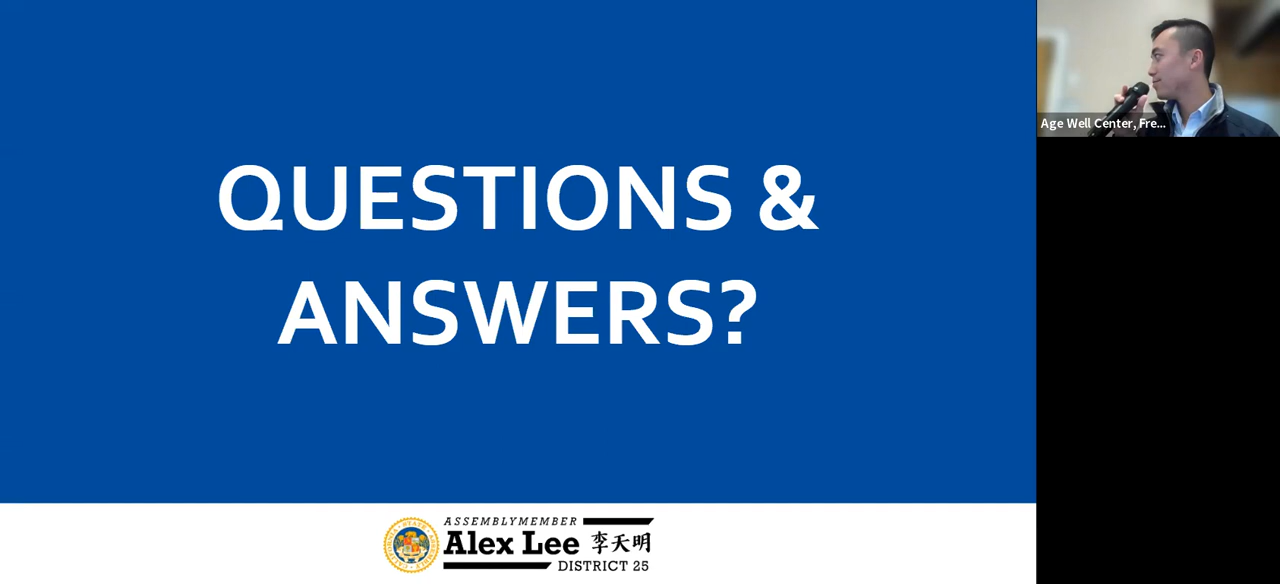 QUESTIONS &
ANSWERS?
Age Well Center, Fre...
ASSEMBLYMEMBER
Alex Lee 李天明
DISTRICT 25